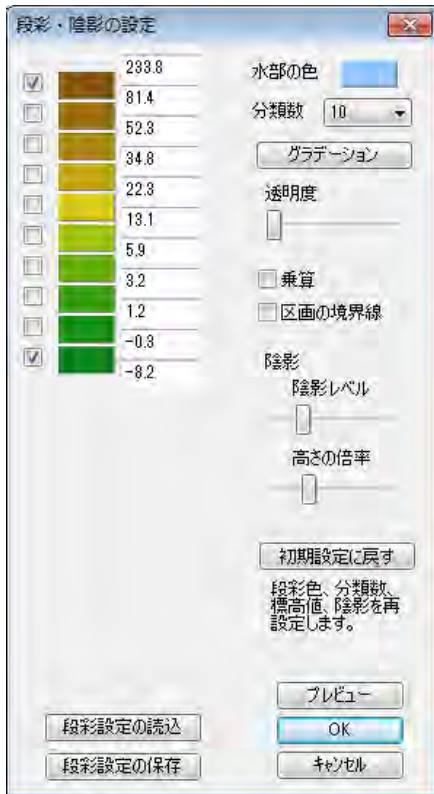 段彩・陰影の設定
233.8
81.4
52.3
34.8
22.3
13.1
5.9
3.2
1.2
-0.3
-8.2
水部の色
分類数 10
グラデーション
透明度
乗算
区画の境界線
陰影
陰影レベル
高さの倍率
初期設定に戻す
段彩色、分類数、
標高値、陰影を再
設定します。
プレビュー
段彩設定の読込
OK
段彩設定の保存
キャンセル